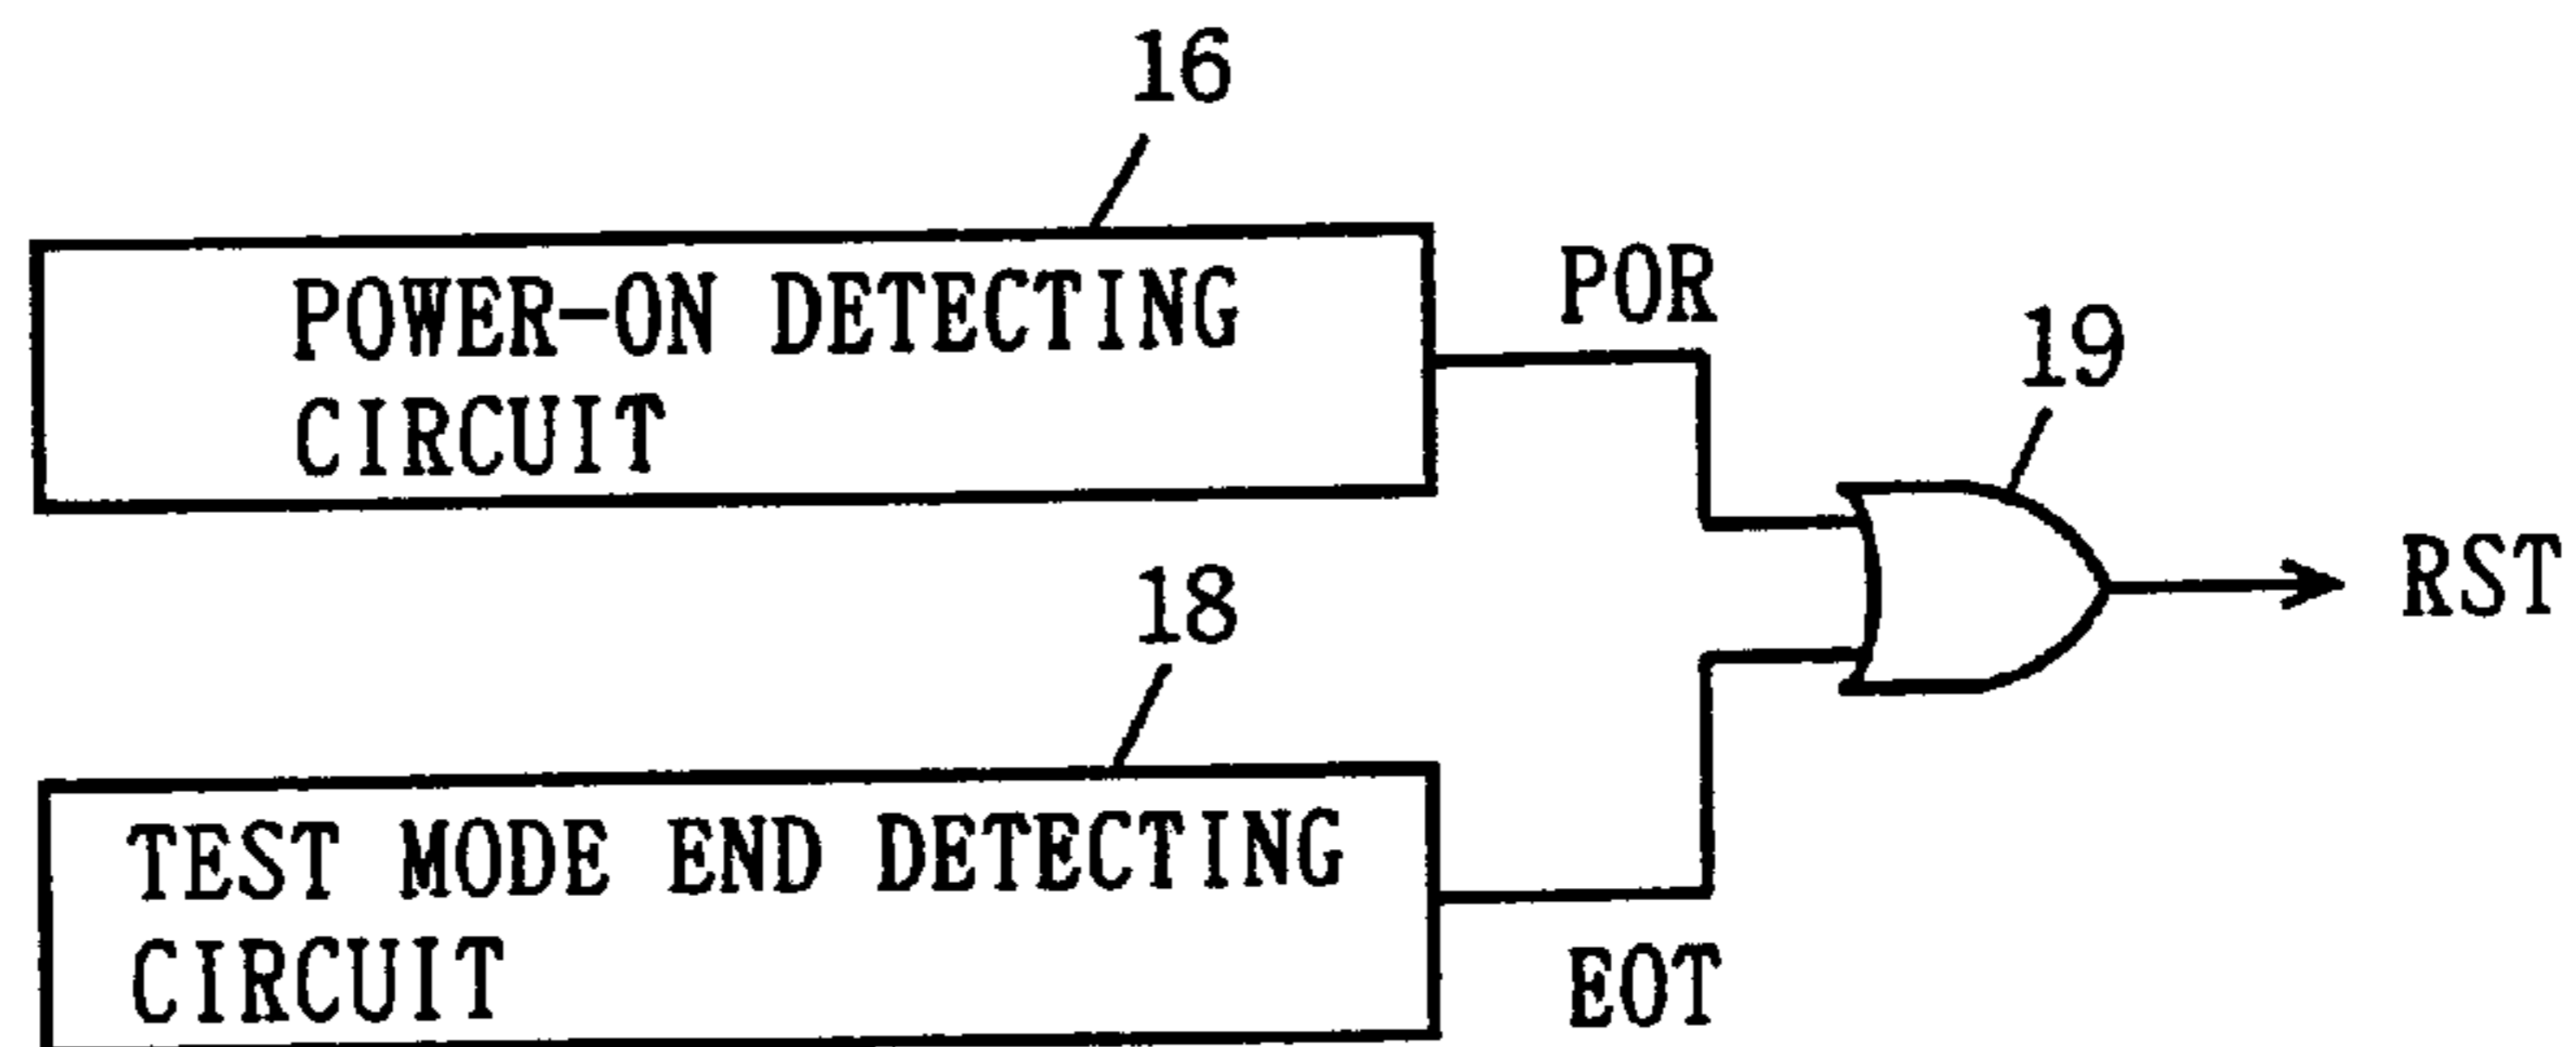 16
POWER-ON DETECTING
CIRCUIT
POR
19
RST
18
TEST MODE END DETECTING
CIRCUIT
EOT